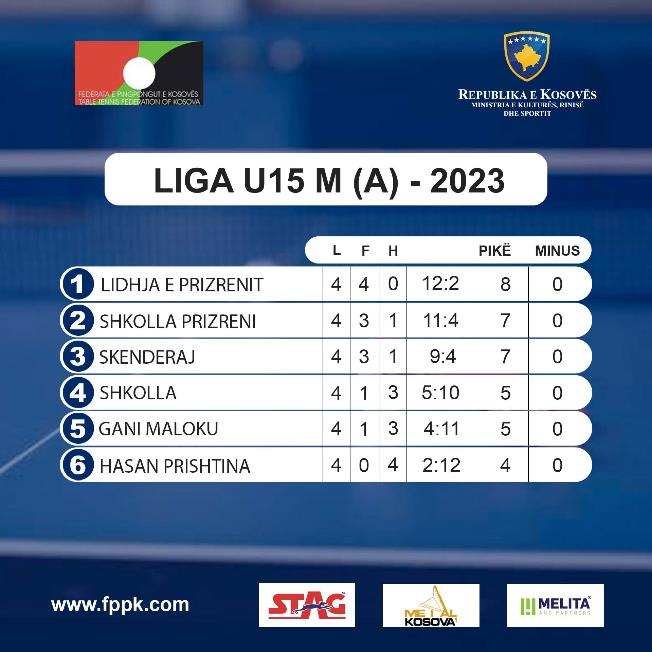 FEDERATA E PINGPONGUT E KOSOVËS
TABLE TENNIS FEDERATION OF KOSOVA
REPUBLIKA E KOSOVËS
MINISTRIA E KULTURËS, RINISË
DHE SPORTIT
LIGA U15 M (A) - 2023
L F H PIKË MINUS
1 LIDHJA E PRIZRENIT 4 4 0 12:2 8 0
2 SHKOLLA PRIZRENI 4 3 1 11:4 7 0
3 SKENDERAJ 4 3 1 9:4 7 0
4 SHKOLLA 4 1 3 5:10 5 0
5 GANI MALOKU 4 1 3 4:11 5 0
6 HASAN PRISHTINA 4 0 4 2:12 4 0
www.fppk.com
STAG
METAL
KOSOVA
MELITA
AND PARTNERS